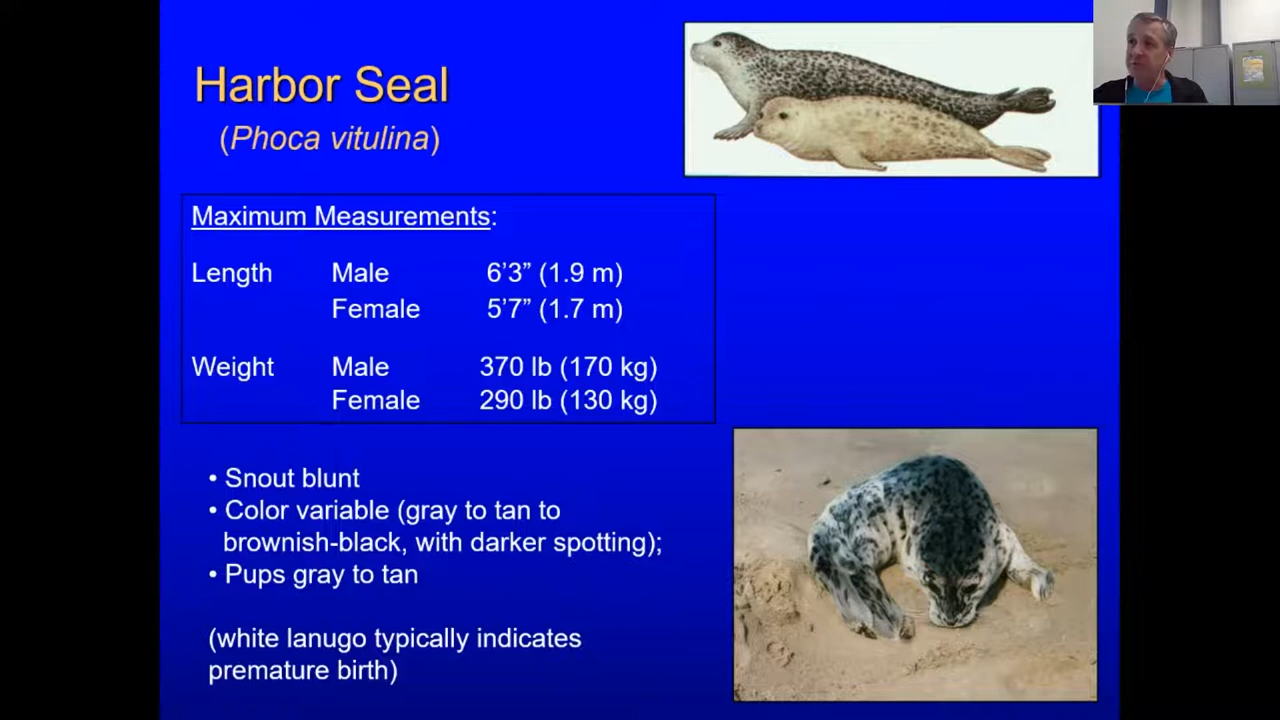 Harbor Seal
(Phoca vitulina)
Maximum Measurements:
Length Male 6’3” (1.9 m)
Female 5’7” (1.7 m)
Weight Male 370 lb (170 kg)
Female 290 lb (130 kg)
• Snout blunt
• Color variable (gray to tan to
brownish-black, with darker spotting);
• Pups gray to tan
(white lanugo typically indicates
premature birth)